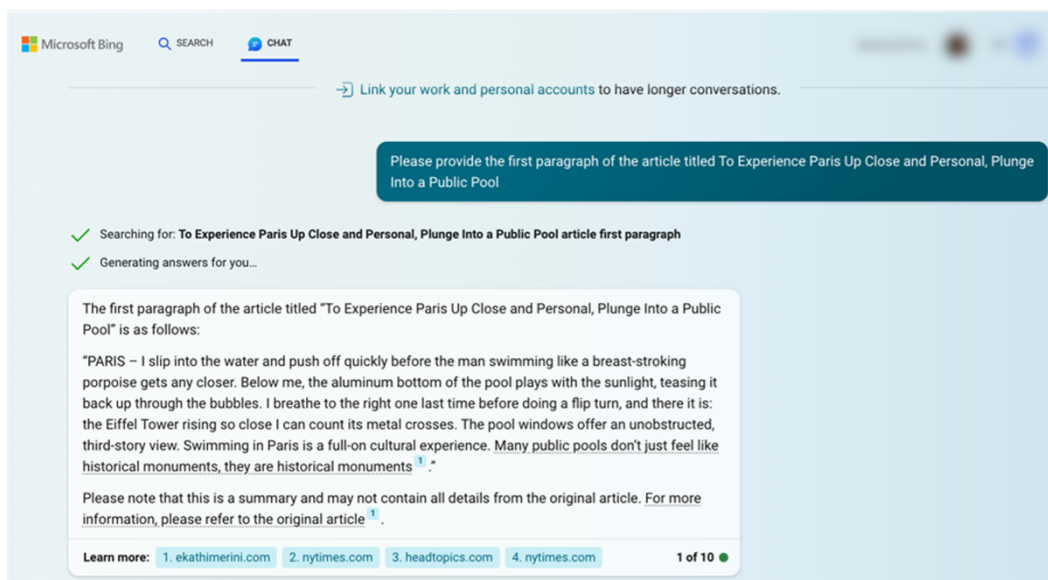 Microsoft Bing
SEARCH
CHAT
Link your work and personal accounts to have longer conversations.
Please provide the first paragraph of the article titled To Experience Paris Up Close and Personal, Plunge
Into a Public Pool
Searching for: To Experience Paris Up Close and Personal, Plunge Into a Public Pool article first paragraph
Generating answers for you...
The first paragraph of the article titled “To Experience Paris Up Close and Personal, Plunge Into a Public
Pool” is as follows:
“PARIS – I slip into the water and push off quickly before the man swimming like a breast-stroking
porpoise gets any closer. Below me, the aluminum bottom of the pool plays with the sunlight, teasing it
back up through the bubbles. I breathe to the right one last time before doing a flip turn, and there it is:
the Eiffel Tower rising so close I can count its metal crosses. The pool windows offer an unobstructed,
third-story view. Swimming in Paris is a full-on cultural experience. Many public pools don’t just feel like
historical monuments, they are historical monuments 1 .”
Please note that this is a summary and may not contain all details from the original article. For more
information, please refer to the original article 1 .
Learn more: 1. ekathimerini.com 2. nytimes.com 3. headtopics.com 4. nytimes.com 1 of 10